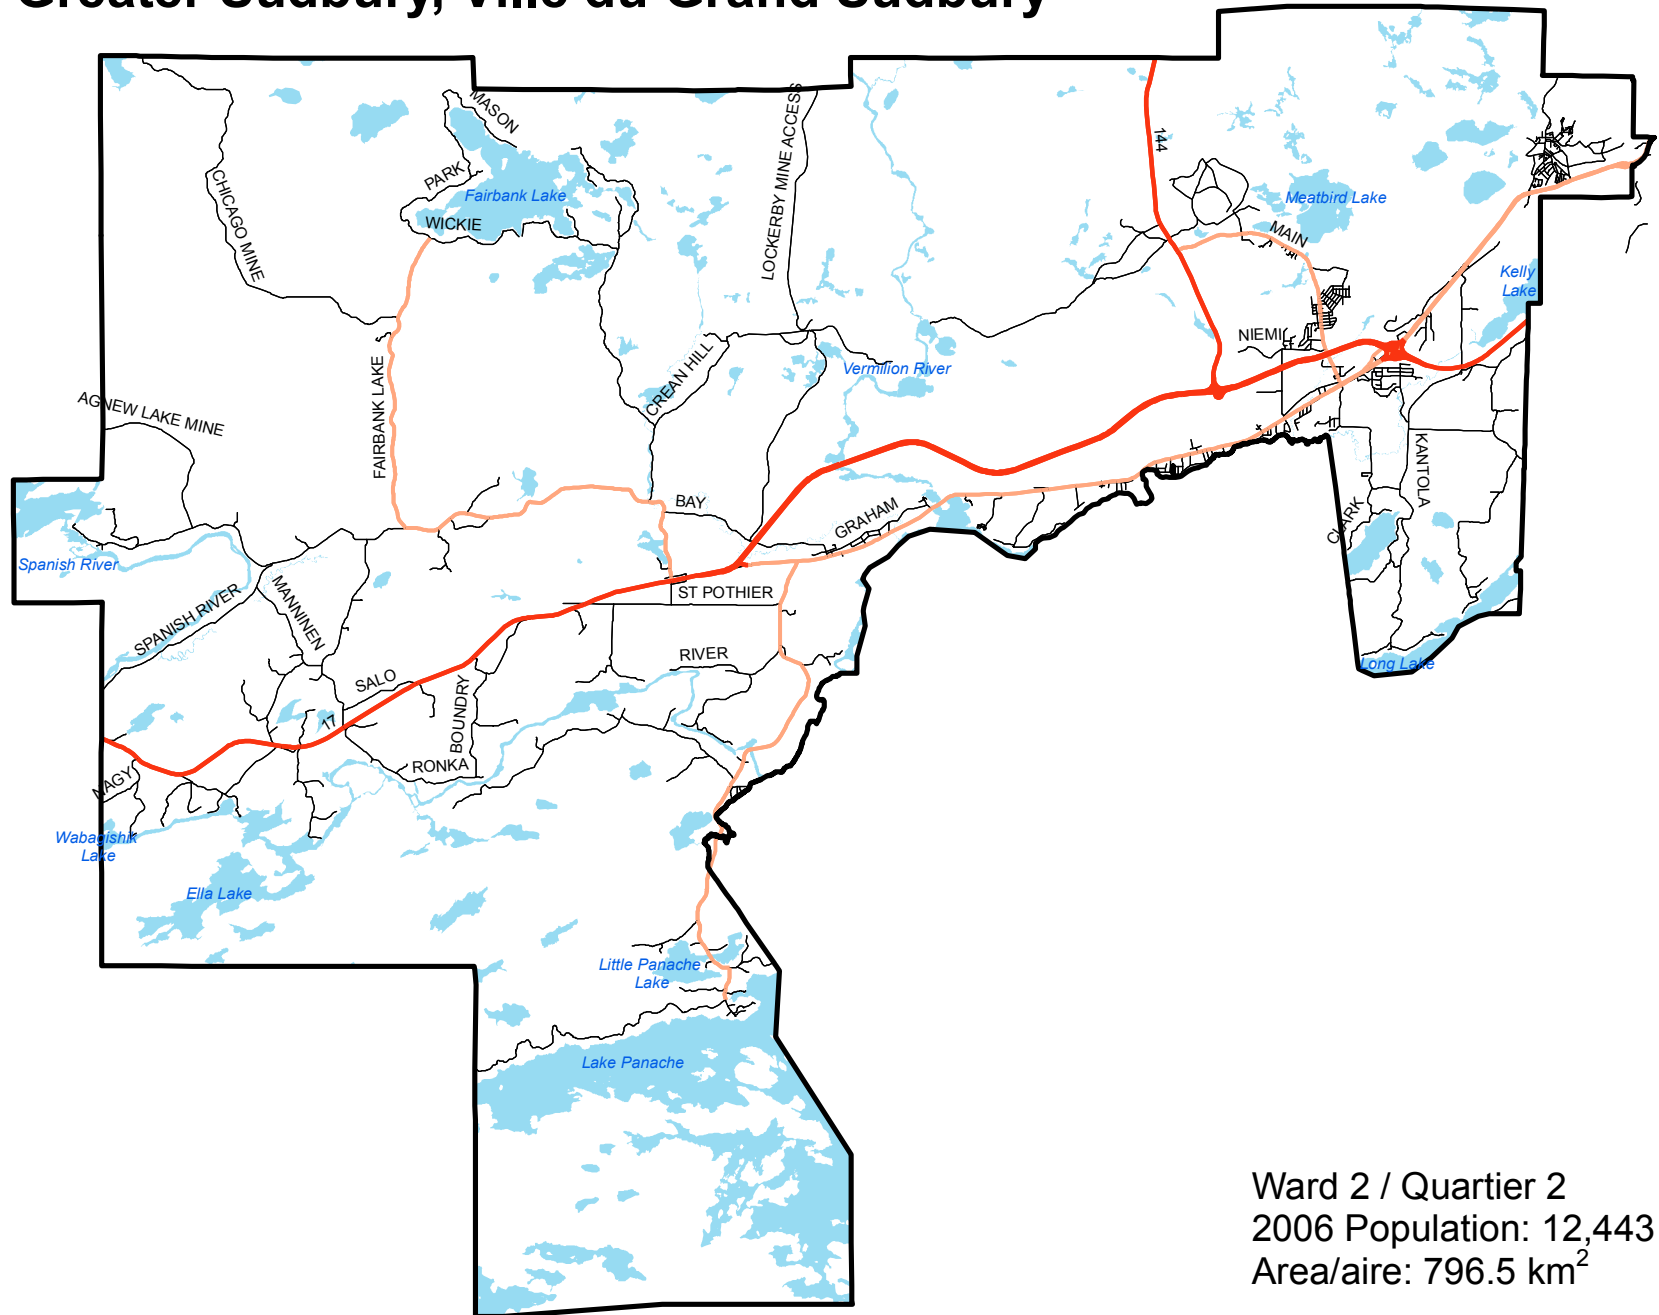 Greater Sudbury, Ville du Grand Sudbury
MASON
PARK
Fairbank Lake
WICKIE
CHICAGO MINE
LOCKERBY MINE ACCESS
144
Meatbird Lake
MAIN
Kelly
Lake
NIEMI
Vermilion River
CREAN HILL
FAIRBANK LAKE
AGNEW LAKE MINE
KANTOLA
CLARK
BAY
GRAHAM
Spanish River
SPANISH RIVER
MANNINEN
ST POTHIER
RIVER
Long Lake
SALO
17
BOUNDRY
RONKA
NAGY
Wabagishik
Lake
Ella Lake
Little Panache
Lake
Lake Panache
Ward 2 / Quartier 2
2006 Population: 12,443
Area/aire: 796.5 km²